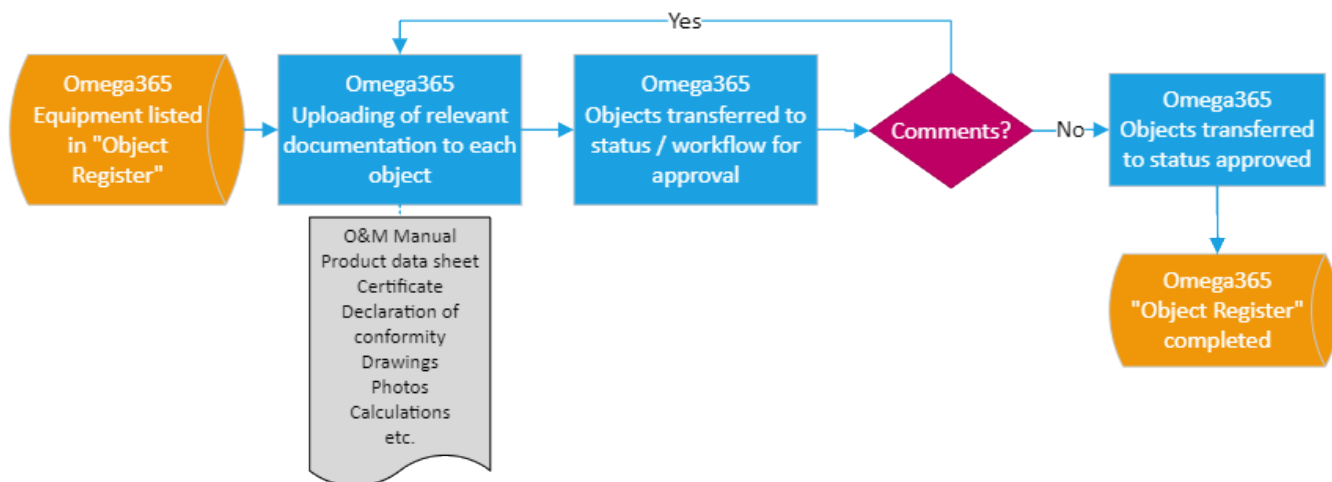 Yes
Omega365
Equipment listed
in "Object
Register"
Omega365
Uploading of relevant
documentation to each
object
Omega365
Objects transferred to
status / workflow for
approval
Comments?
No
Omega365
Objects transferred
to status approved
O&M Manual
Product data sheet
Certificate
Declaration of
conformity
Drawings
Photos
Calculations
etc.
Omega365
"Object Register"
completed